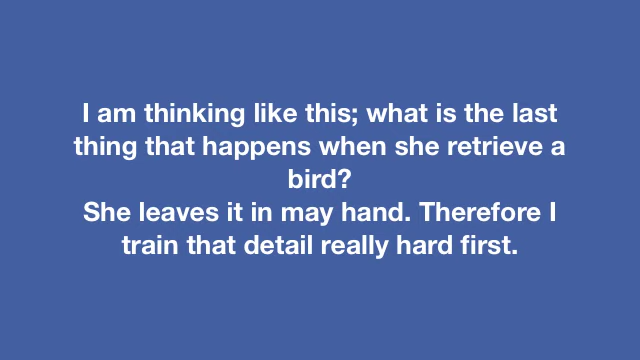 I am thinking like this; what is the last
thing that happens when she retrieve a
bird?
She leaves it in may hand. Therefore I
train that detail really hard first.